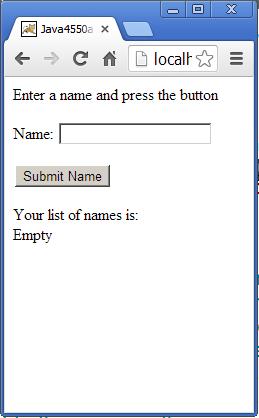 Java4550a
localh
Enter a name and press the button
Name:
Submit Name
Your list of names is:
Empty